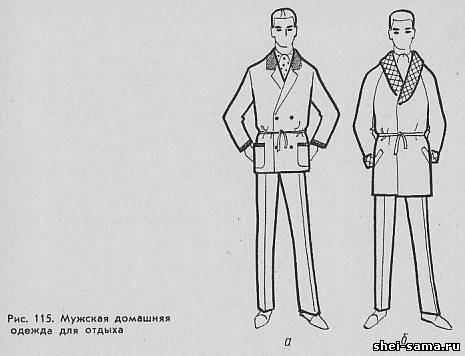 Рис. 115. Мужская домашняя
одежда для отдыха
а
б
shei-sama.ru